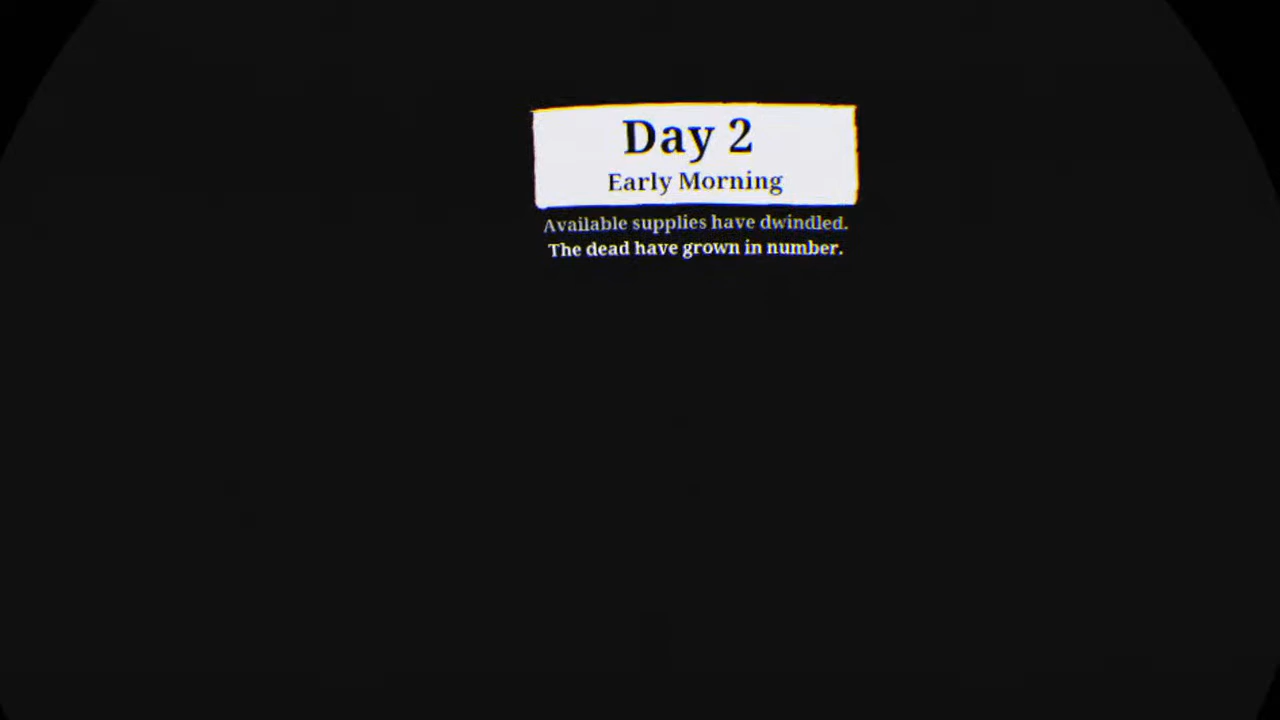 Day 2
Early Morning
Available supplies have dwindled.
The dead have grown in number.